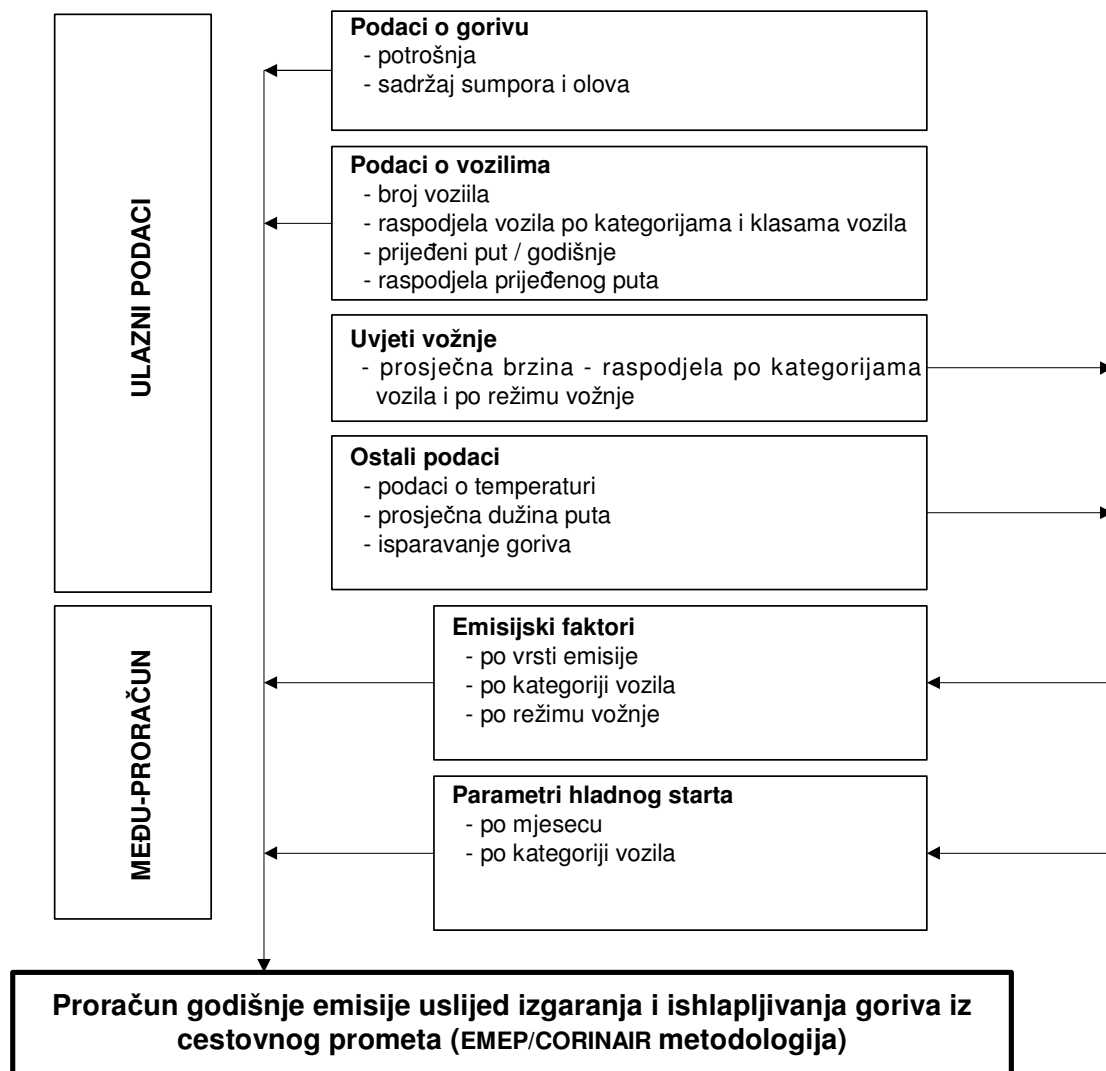 ULAZNI PODACI
Podaci o gorivu
- potrošnja
- sadržaj sumpora i olova
Podaci o vozilima
- broj voziila
- raspodjela vozila po kategorijama i klasama vozila
- prijeđeni put / godišnje
- raspodjela prijeđenog puta
Uvjeti vožnje
- prosječna brzina - raspodjela po kategorijama
vozila i po režimu vožnje
Ostali podaci
- podaci o temperaturi
- prosječna dužina puta
- isparavanje goriva
MEĐU-PRORAČUN
Emisijski faktori
- po vrsti emisije
- po kategoriji vozila
- po režimu vožnje
Parametri hladnog starta
- po mjesecu
- po kategoriji vozila
Proračun godišnje emisije uslijed izgaranja i ishlapljivanja goriva iz
cestovnog prometa (EMEP/CORINAIR metodologija)